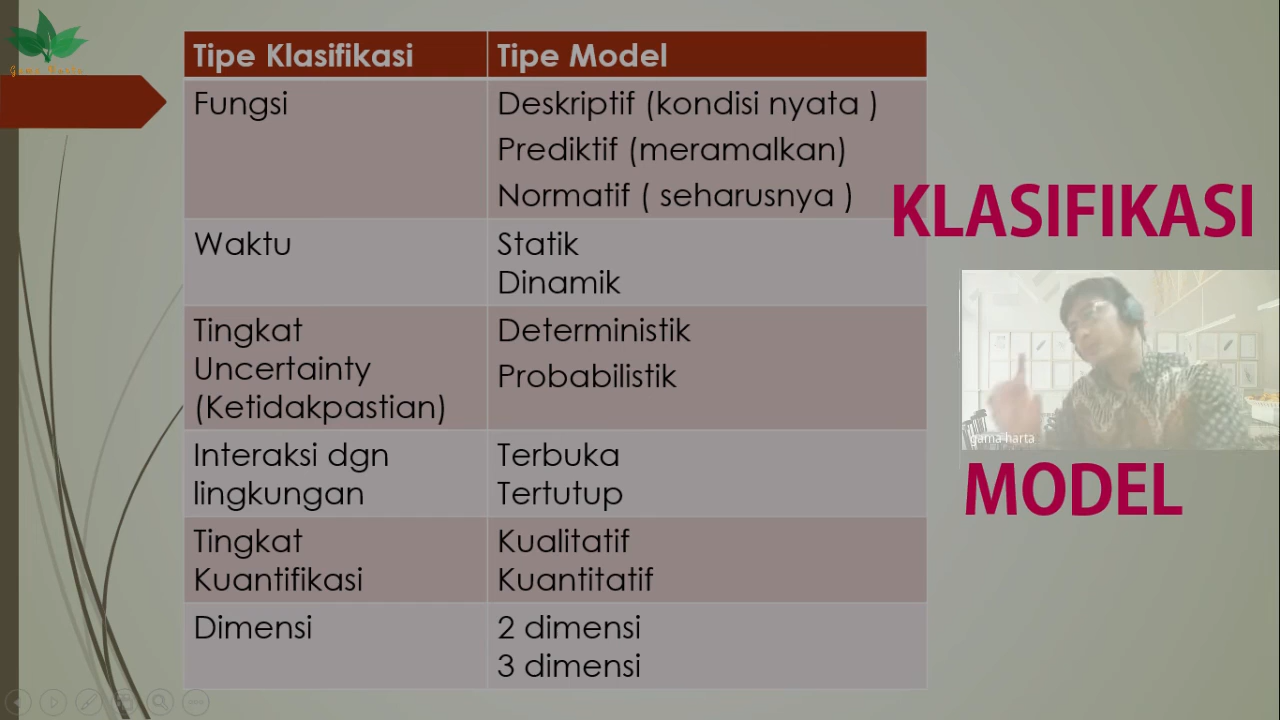 Tipe Klasifikasi
Tipe Model
Fungsi
Deskriptif (kondisi nyata )
Prediktif (meramalkan)
Normatif ( seharusnya )
Waktu
Statik
Dinamik
Tingkat
Uncertainty
(Ketidakpastian)
Deterministik
Probabilistik
Interaksi dgn
lingkungan
Terbuka
Tertutup
Tingkat
Kuantifikasi
Kualitatif
Kuantitatif
Dimensi
2 dimensi
3 dimensi
KLASIFIKASI
gama harta
MODEL